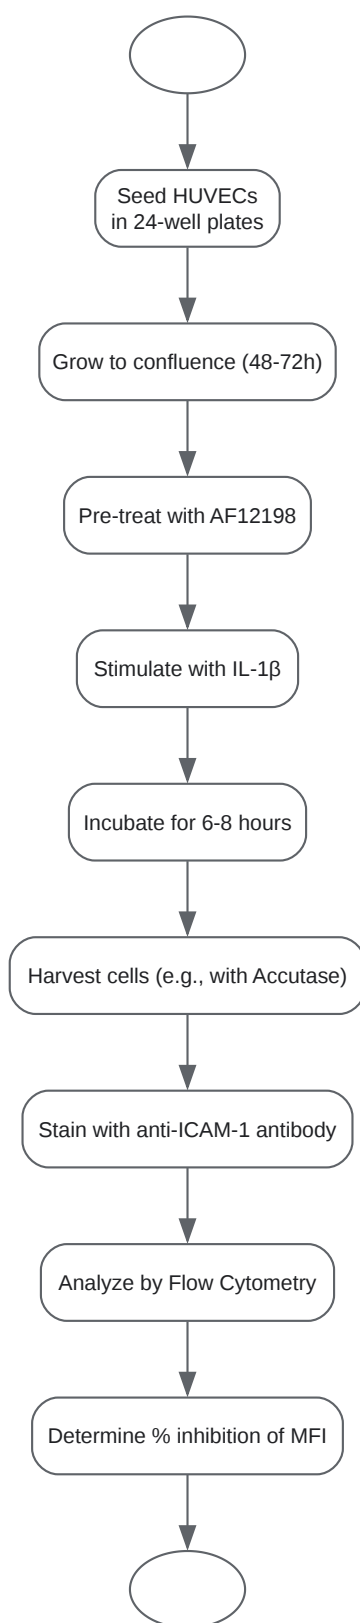 Seed HUVECs
in 24-well plates
Grow to confluence (48-72h)
Pre-treat with AF12198
Stimulate with IL-1β
Incubate for 6-8 hours
Harvest cells (e.g., with Accutase)
Stain with anti-ICAM-1 antibody
Analyze by Flow Cytometry
Determine % inhibition of MFI